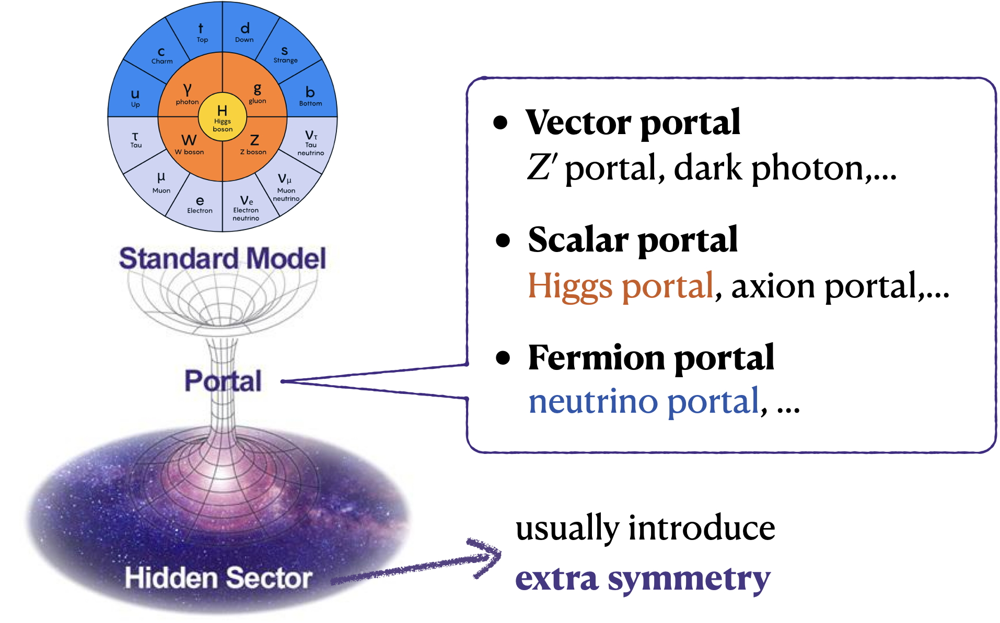 t
Top
d
Down
c
Charm
s
Strange
u
Up
γ
photon
g
gluon
b
Bottom
H
Higgs
boson
τ
Tau
W
W boson
Z
Z boson
ντ
Tau
neutrino
μ
Muon
νμ
Muon
neutrino
e
Electron
νe
Electron
neutrino
Standard Model
Portal
Hidden Sector
• Vector portal
Z′ portal, dark photon,...
• Scalar portal
Higgs portal, axion portal,...
• Fermion portal
neutrino portal, ...
usually introduce
extra symmetry